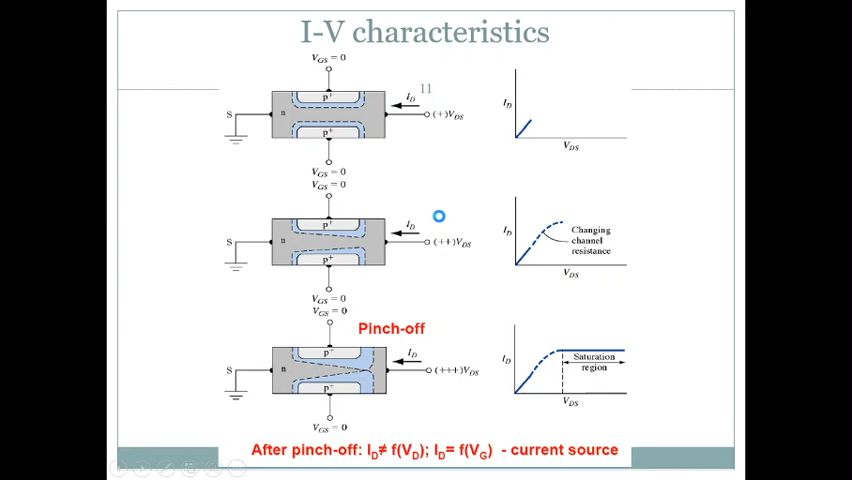 I-V characteristics
11
V_GS = 0
p+
I_D
S
n
(+)V_DS
p+
V_GS = 0
I_D
V_DS
V_GS = 0
p+
I_D
S
n
(++)V_DS
p+
V_GS = 0
I_D
Changing
channel
resistance
V_DS
V_GS = 0
Pinch-off
p+
I_D
S
n
(+++)V_DS
p+
V_GS = 0
I_D
Saturation
region
V_DS
After pinch-off: I_D≠ f(V_D); I_D= f(V_G) - current source